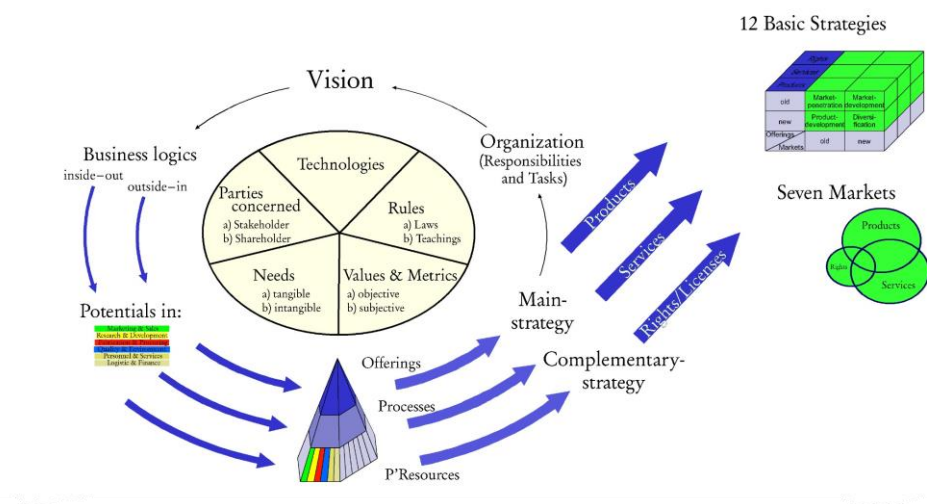 12 Basic Strategies
Vision
Rights
Services
Products
old
Market-
penetration
Market-
development
new
Product-
development
Diversi-
fication
Offerings
Markets
old
new
Business logics
inside-out
outside-in
Technologies
Parties
concerned
a) Stakeholder
b) Shareholder
Rules
a) Laws
b) Teachings
Needs
a) tangible
b) intangible
Values & Metrics
a) objective
b) subjective
Organization
(Responsibilities
and Tasks)
Products
Services
Rights/Licenses
Seven Markets
Products
Rights
Services
Potentials in:
Marketing & Sales
Research & Development
Quality & Environment
Personnel & Services
Logistic & Finance
Main-
strategy
Complementary-
strategy
Offerings
Processes
P'Resources